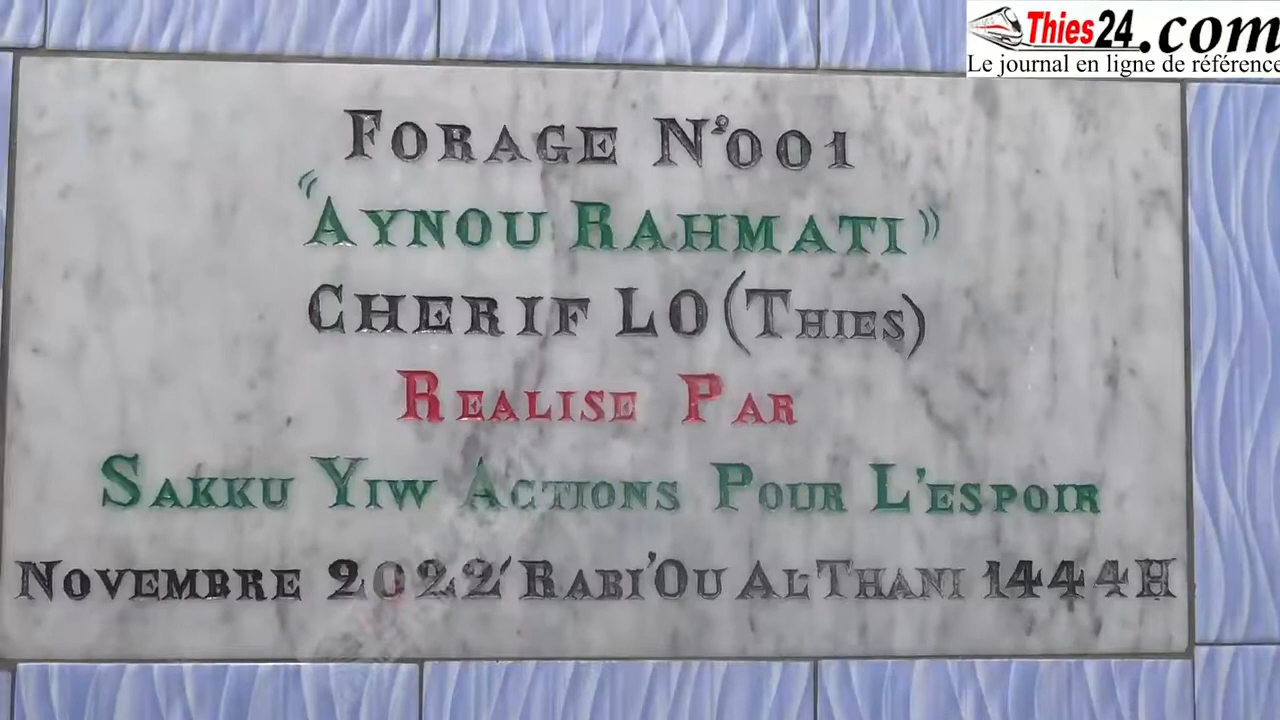 Thies24.com
Le journal en ligne de référence
FORAGE N°001
"AYNOU RAHMATI"
CHERIF LO (THIES)
REALISE PAR
SAKKU YIW ACTIONS POUR L'ESPOIR
NOVEMBRE 2022/RABI'OU AL THANI 1444H